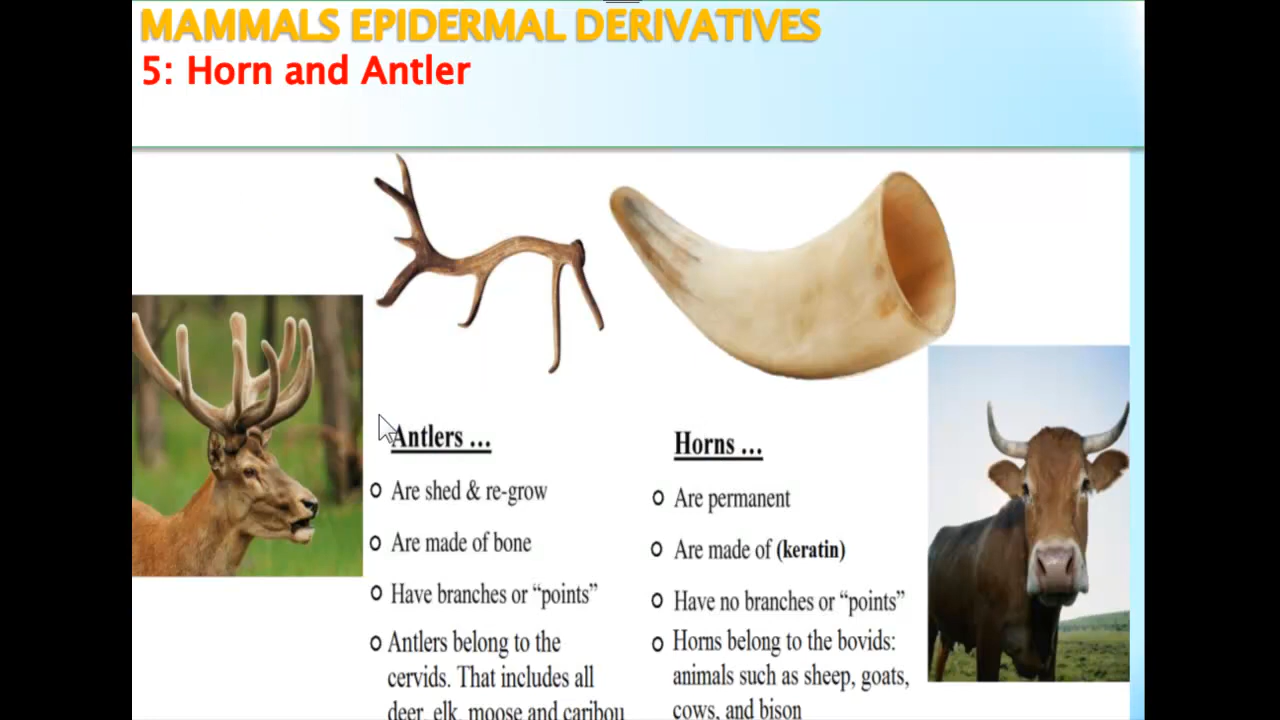 MAMMALS EPIDERMAL DERIVATIVES
5: Horn and Antler
Antlers ...
Are shed & re-grow
Are made of bone
Have branches or “points”
Antlers belong to the
cervids. That includes all
deer, elk, moose and caribou
Horns ...
Are permanent
Are made of (keratin)
Have no branches or “points”
Horns belong to the bovids:
animals such as sheep, goats,
cows, and bison